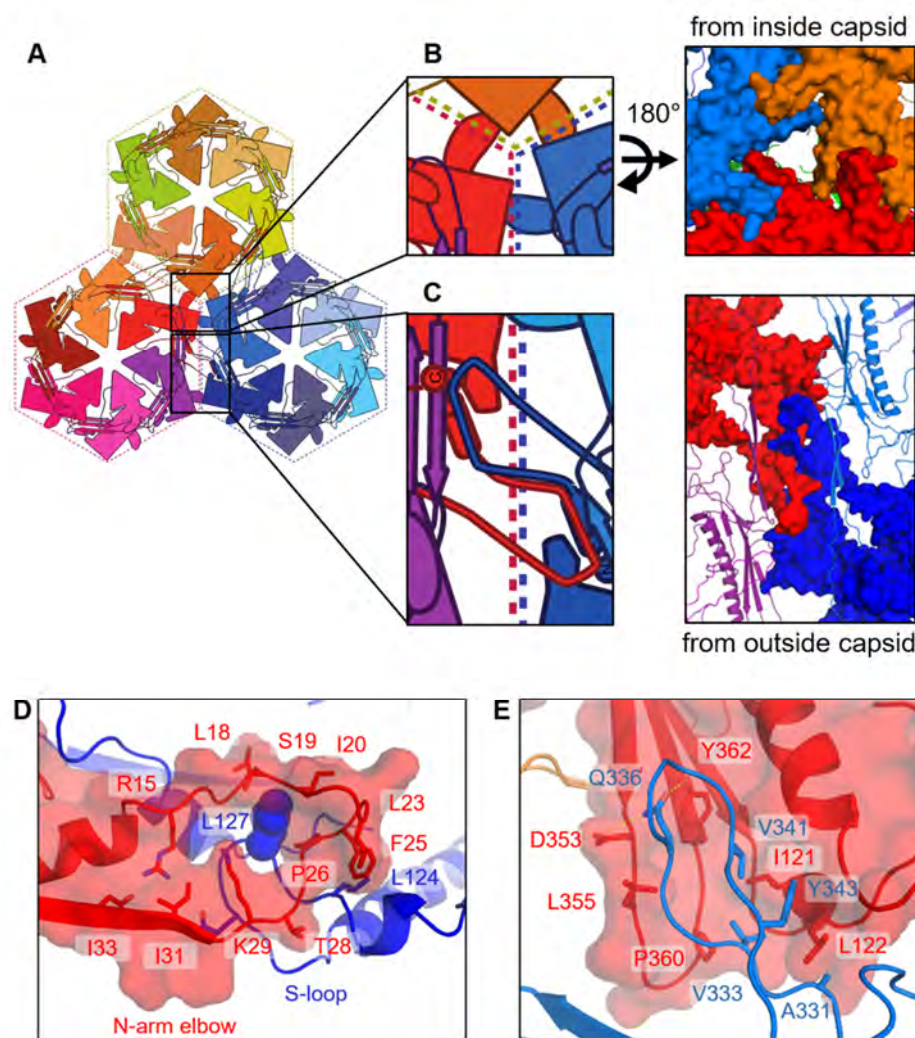 from inside capsid
A
B
180°
C
C
from outside capsid
D
L18
S19
I20
R15
L23
L127
F25
P26
L124
I33
I31
K29
T28
S-loop
N-arm elbow
E
Y362
Q336
V341
D353
I121
Y343
L355
P360
L122
V333
A331